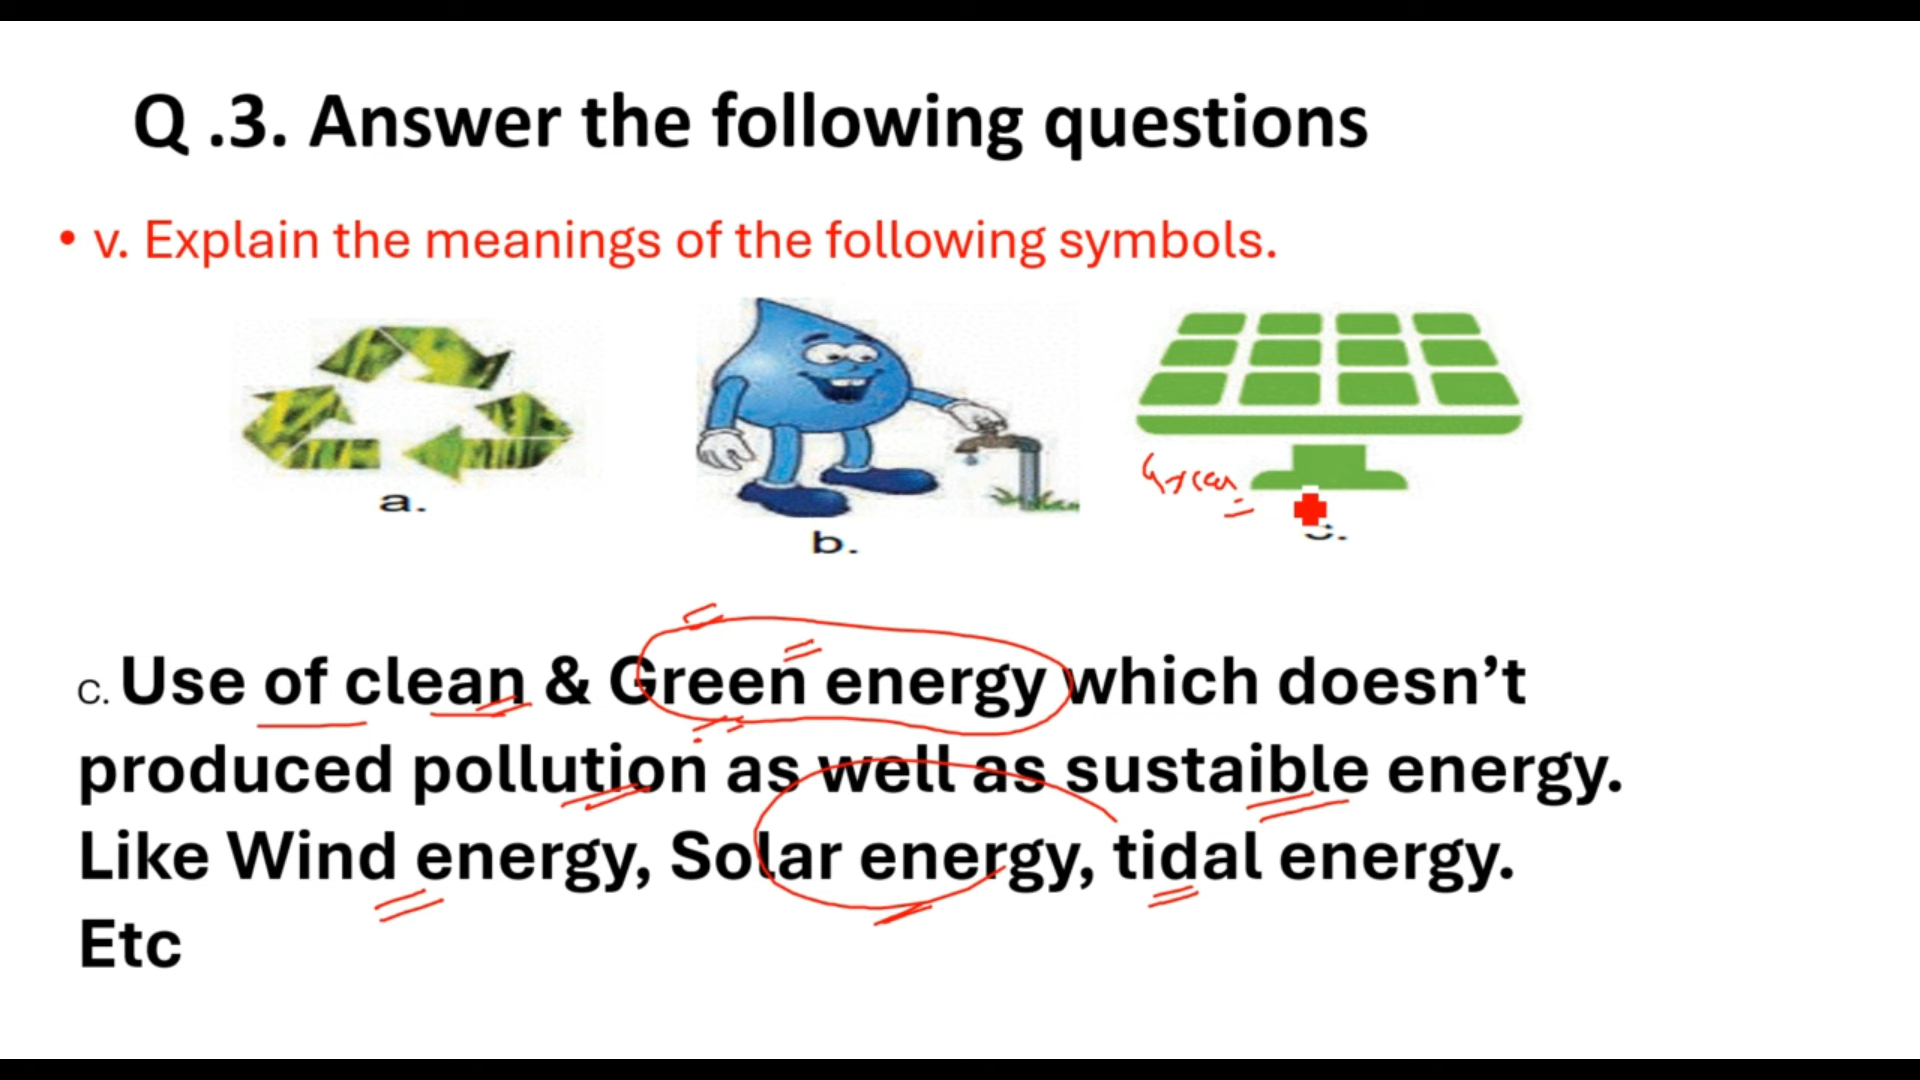 Q .3. Answer the following questions
• v. Explain the meanings of the following symbols.
a.
b.
Green
c.
c. Use of clean & Green energy which doesn’t
produced pollution as well as sustaible energy.
Like Wind energy, Solar energy, tidal energy.
Etc